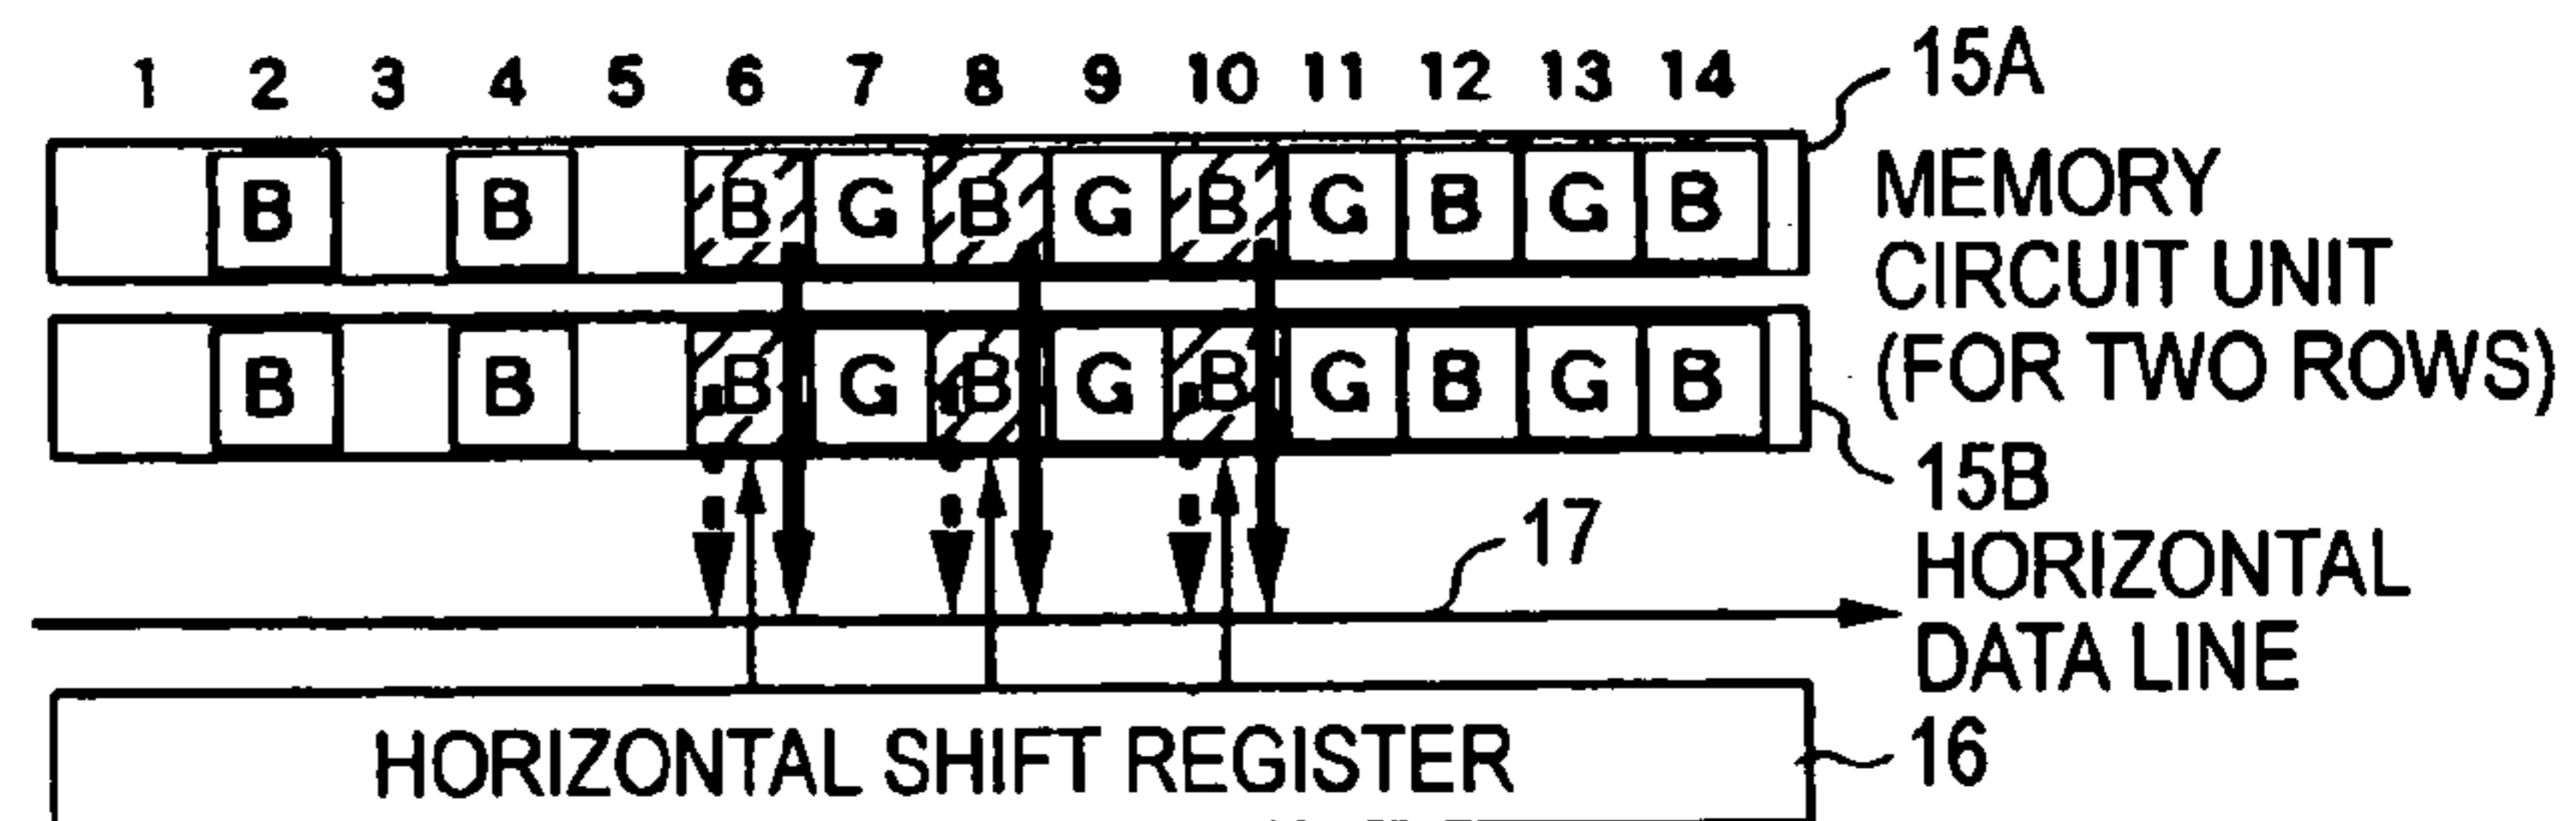 1 2 3 4 5 6 7 8 9 10 11 12 13 14
15A
B B B G B G B G B G B
MEMORY
CIRCUIT UNIT
(FOR TWO ROWS)
B B B G B G B G B G B
15B
17
HORIZONTAL
DATA LINE
HORIZONTAL SHIFT REGISTER
16